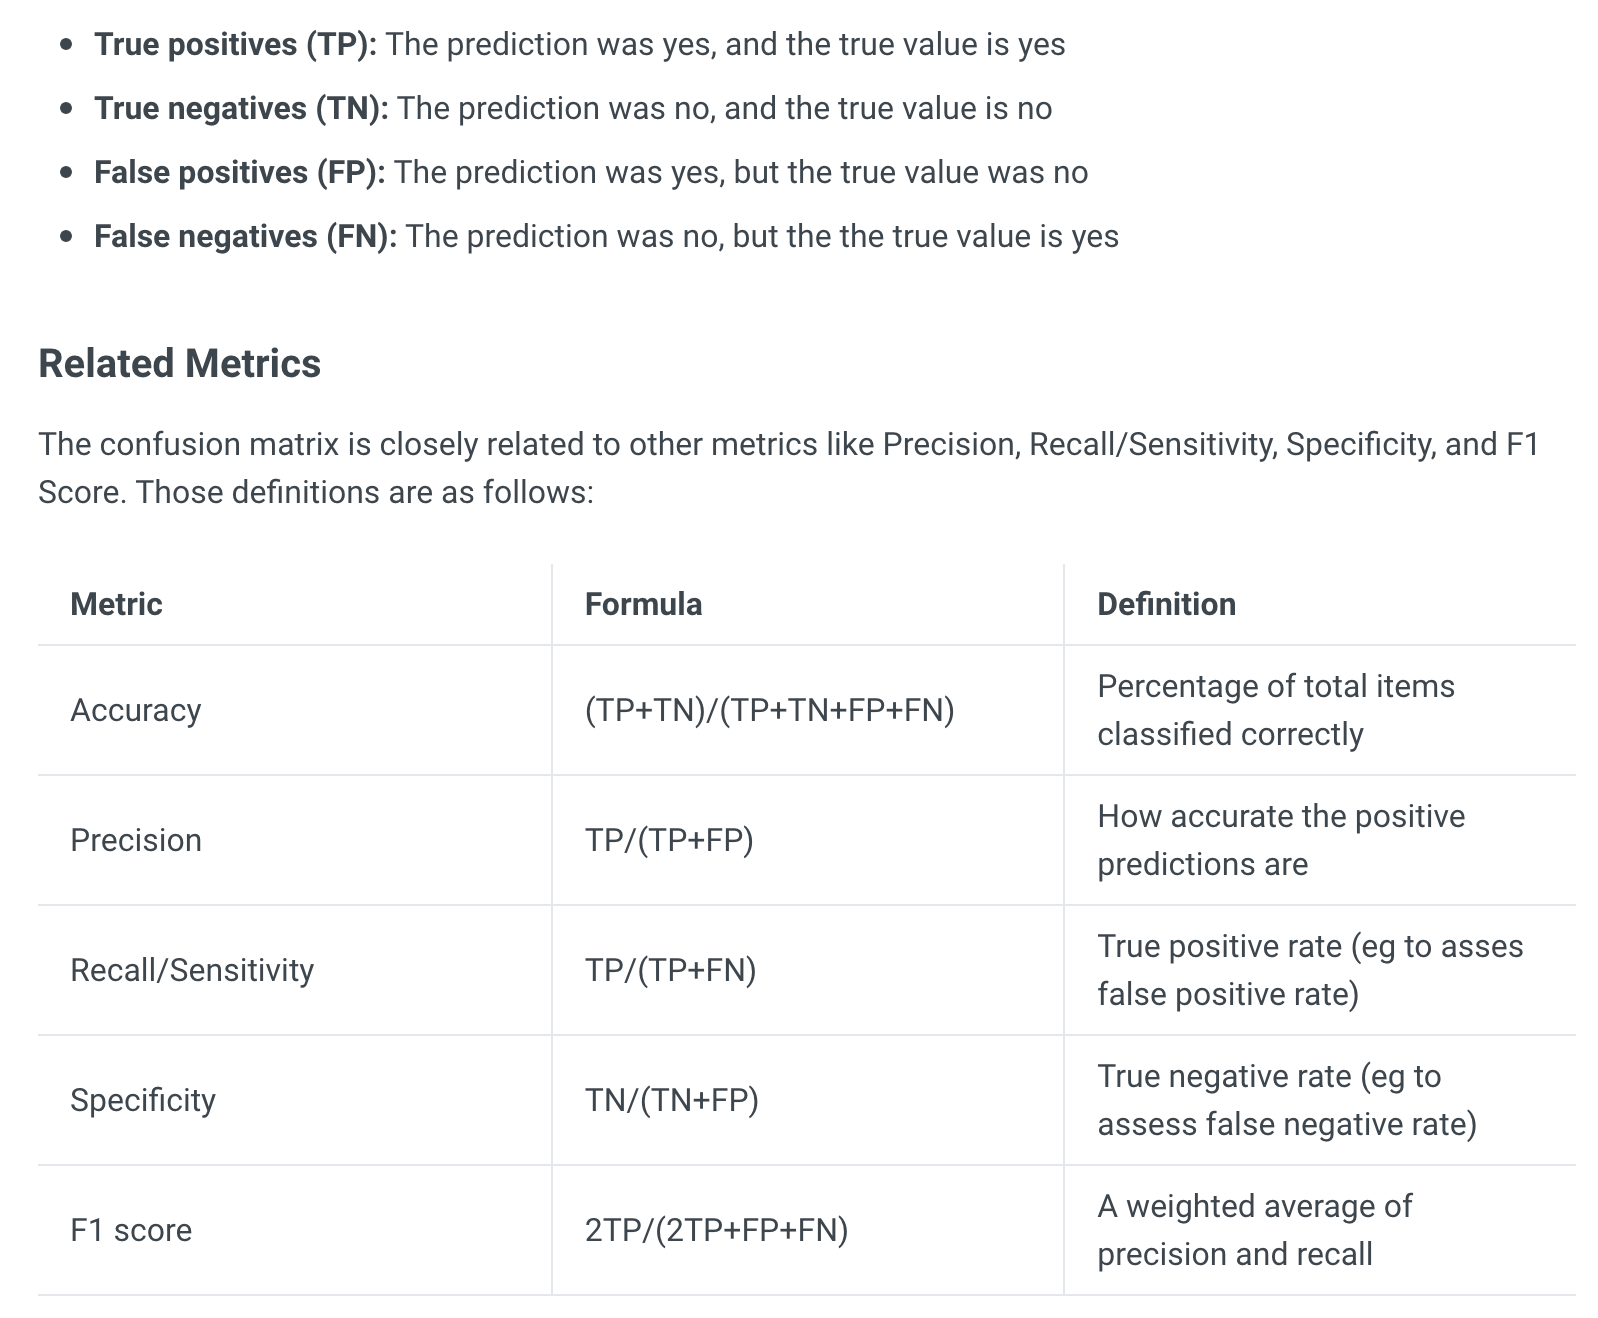 True positives (TP): The prediction was yes, and the true value is yes
True negatives (TN): The prediction was no, and the true value is no
False positives (FP): The prediction was yes, but the true value was no
False negatives (FN): The prediction was no, but the the true value is yes
Related Metrics
The confusion matrix is closely related to other metrics like Precision, Recall/Sensitivity, Specificity, and F1
Score. Those definitions are as follows:
Metric Formula Definition
Accuracy (TP+TN)/(TP+TN+FP+FN) Percentage of total items
classified correctly
Precision TP/(TP+FP) How accurate the positive
predictions are
Recall/Sensitivity TP/(TP+FN) True positive rate (eg to asses
false positive rate)
Specificity TN/(TN+FP) True negative rate (eg to
assess false negative rate)
F1 score 2TP/(2TP+FP+FN) A weighted average of
precision and recall